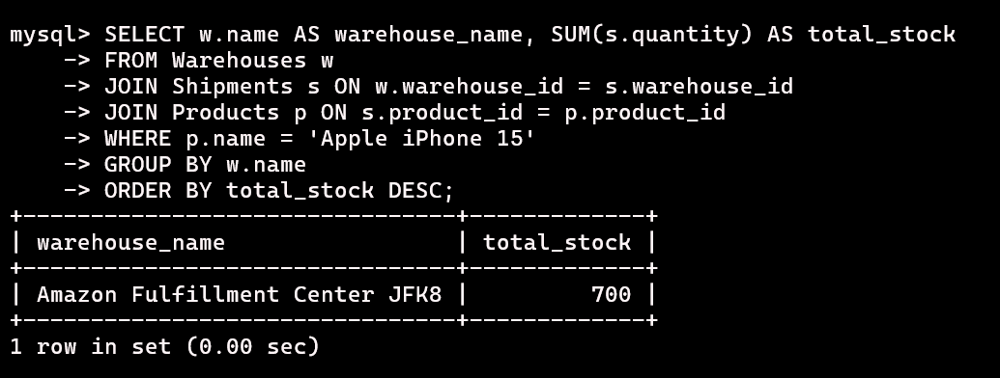 mysql> SELECT w.name AS warehouse_name, SUM(s.quantity) AS total_stock
    -> FROM Warehouses w
    -> JOIN Shipments s ON w.warehouse_id = s.warehouse_id
    -> JOIN Products p ON s.product_id = p.product_id
    -> WHERE p.name = 'Apple iPhone 15'
    -> GROUP BY w.name
    -> ORDER BY total_stock DESC;
+--------------------------------+-------------+
| warehouse_name                 | total_stock |
+--------------------------------+-------------+
| Amazon Fulfillment Center JFK8 |         700 |
+--------------------------------+-------------+
1 row in set (0.00 sec)